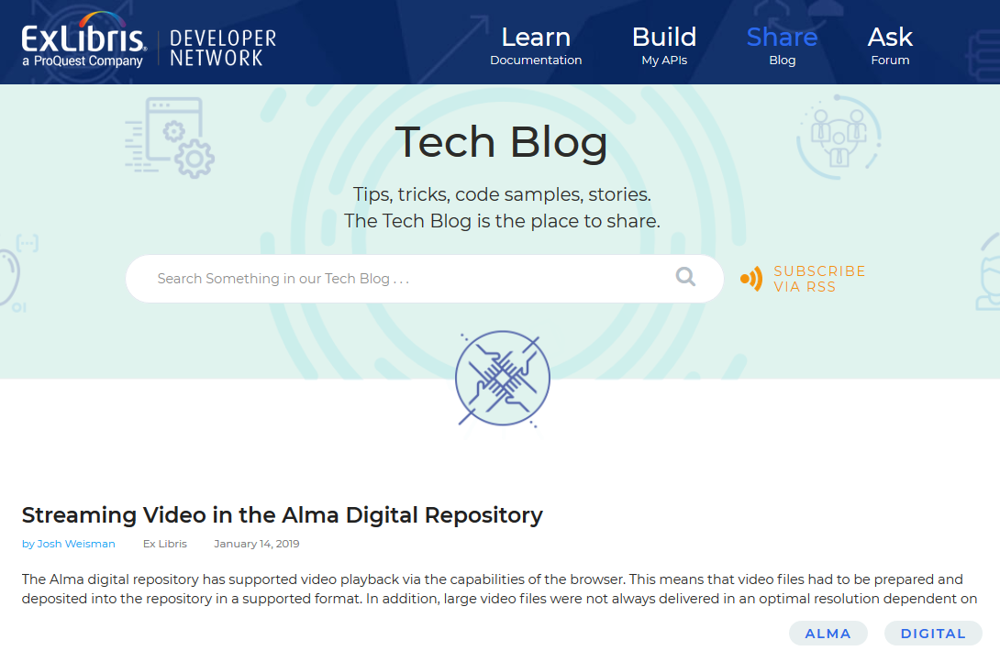 ExLibris®
a ProQuest Company
DEVELOPER
NETWORK
Learn
Documentation
Build
My APIs
Share
Blog
Ask
Forum
Tech Blog
Tips, tricks, code samples, stories.
The Tech Blog is the place to share.
Search Something in our Tech Blog . . .
SUBSCRIBE
VIA RSS
Streaming Video in the Alma Digital Repository
by Josh Weisman Ex Libris January 14, 2019
The Alma digital repository has supported video playback via the capabilities of the browser. This means that video files had to be prepared and
deposited into the repository in a supported format. In addition, large video files were not always delivered in an optimal resolution dependent on
ALMA DIGITAL